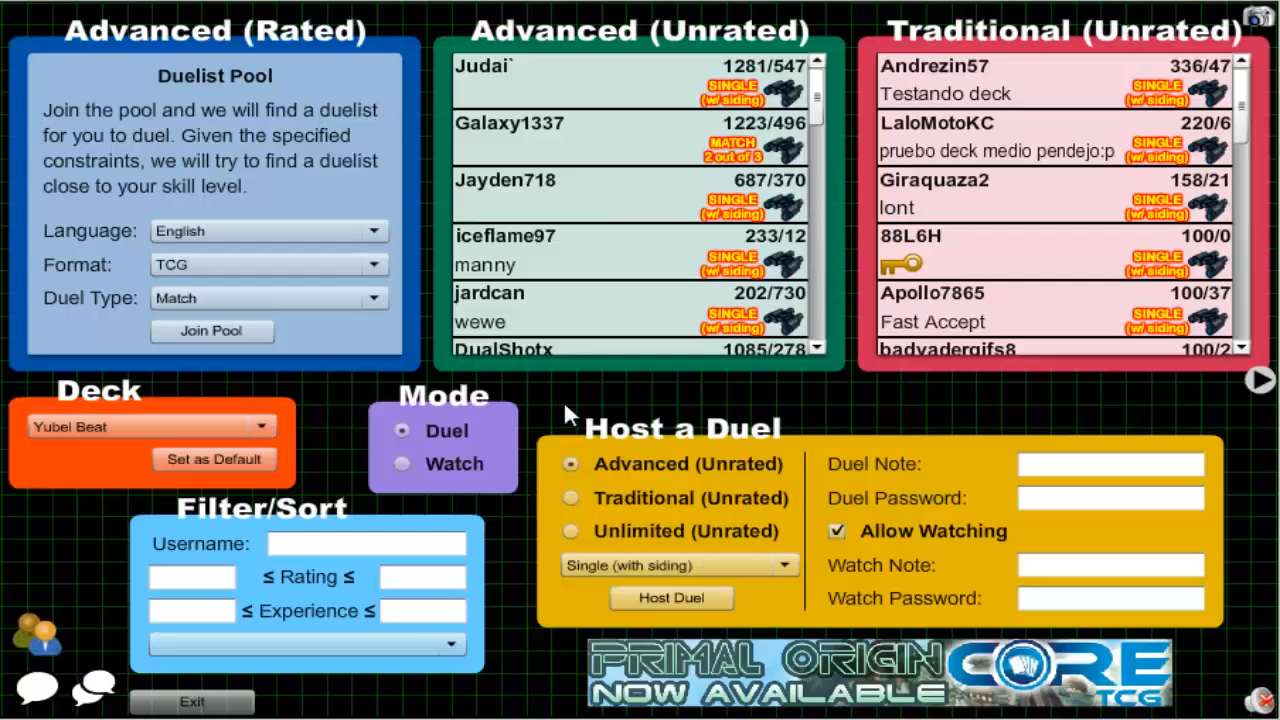 Advanced (Rated)
Duelist Pool
Join the pool and we will find a duelist
for you to duel. Given the specified
constraints, we will try to find a duelist
close to your skill level.
Language: English
Format: TCG
Duel Type: Match
Join Pool
Advanced (Unrated)
Judai` 1281/547
SINGLE
(w/ siding)
Galaxy1337 1223/496
MATCH
2 out of 3
Jayden718 687/370
SINGLE
(w/ siding)
iceflame97 233/12
manny SINGLE
(w/ siding)
jardcan 202/730
wewe SINGLE
(w/ siding)
DualShotx 1085/278
Traditional (Unrated)
Andrezin57 336/47
Testando deck SINGLE
(w/ siding)
LaloMotoKC 220/6
pruebo deck medio pendejo:p SINGLE
(w/ siding)
Giraquaza2 158/21
lont SINGLE
(w/ siding)
88L6H 100/0
SINGLE
(w/ siding)
Apollo7865 100/37
Fast Accept SINGLE
(w/ siding)
badvadergifs8 100/2
Deck
Yubel Beat
Set as Default
Mode
Duel
Watch
Filter/Sort
Username:
≤ Rating ≤
≤ Experience ≤
Exit
Host a Duel
Advanced (Unrated)
Traditional (Unrated)
Unlimited (Unrated)
Single (with siding)
Host Duel
Duel Note:
Duel Password:
Allow Watching
Watch Note:
Watch Password:
PRIMAL ORIGIN
NOW AVAILABLE
CORE
TCG